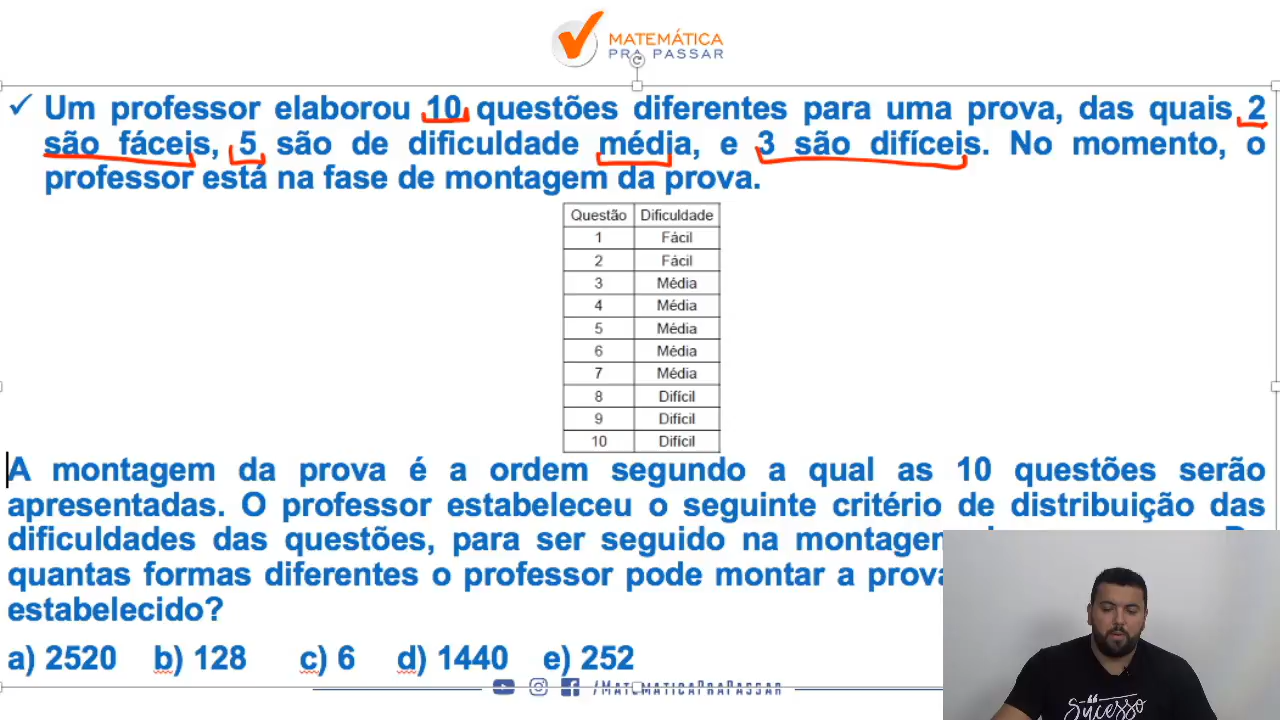 MATEMÁTICA
PRA PASSAR
✓ Um professor elaborou 10 questões diferentes para uma prova, das quais 2
são fáceis, 5 são de dificuldade média, e 3 são difíceis. No momento, o
professor está na fase de montagem da prova.
Questão Dificuldade
1 Fácil
2 Fácil
3 Média
4 Média
5 Média
6 Média
7 Média
8 Difícil
9 Difícil
10 Difícil
A montagem da prova é a ordem segundo a qual as 10 questões serão
apresentadas. O professor estabeleceu o seguinte critério de distribuição das
dificuldades das questões, para ser seguido na
quantas formas diferentes o professor pode montar a
estabelecido?
a) 2520 b) 128 c) 6 d) 1440 e) 252
/MATEMATICAPRAPASSAR
Sucesso